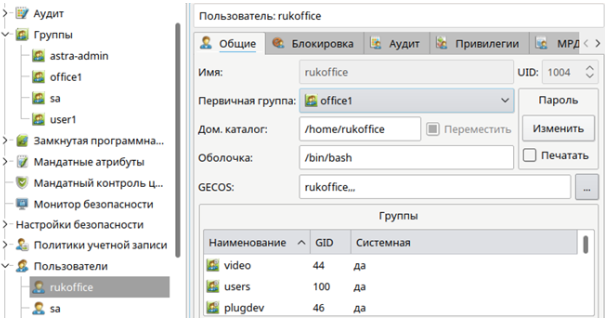 Аудит
Группы
astra-admin
office1
sa
user1
Замкнутая программна...
Мандатные атрибуты
Мандатный контроль ц...
Монитор безопасности
Настройки безопасности
Политики учетной записи
Пользователи
rukoffice
sa
Пользователь: rukoffice
Общие Блокировка Аудит Привилегии МРД
Имя: rukoffice UID: 1004
Первичная группа: office1 Пароль
Дом. каталог: /home/rukoffice Переместить Изменить
Оболочка: /bin/bash Печатать
GECOS: rukoffice,,, ...
Группы
Наименование GID Системная
video 44 да
users 100 да
plugdev 46 да